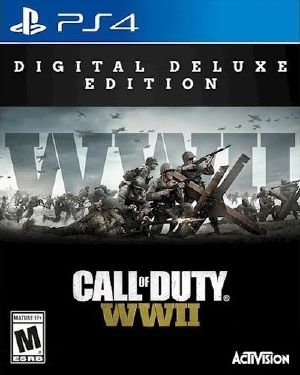 PS4
DIGITAL DELUXE
EDITION
WWII
CALL OF DUTY®
WWII
MATURE 17+
M
ESRB
ACTIVISION